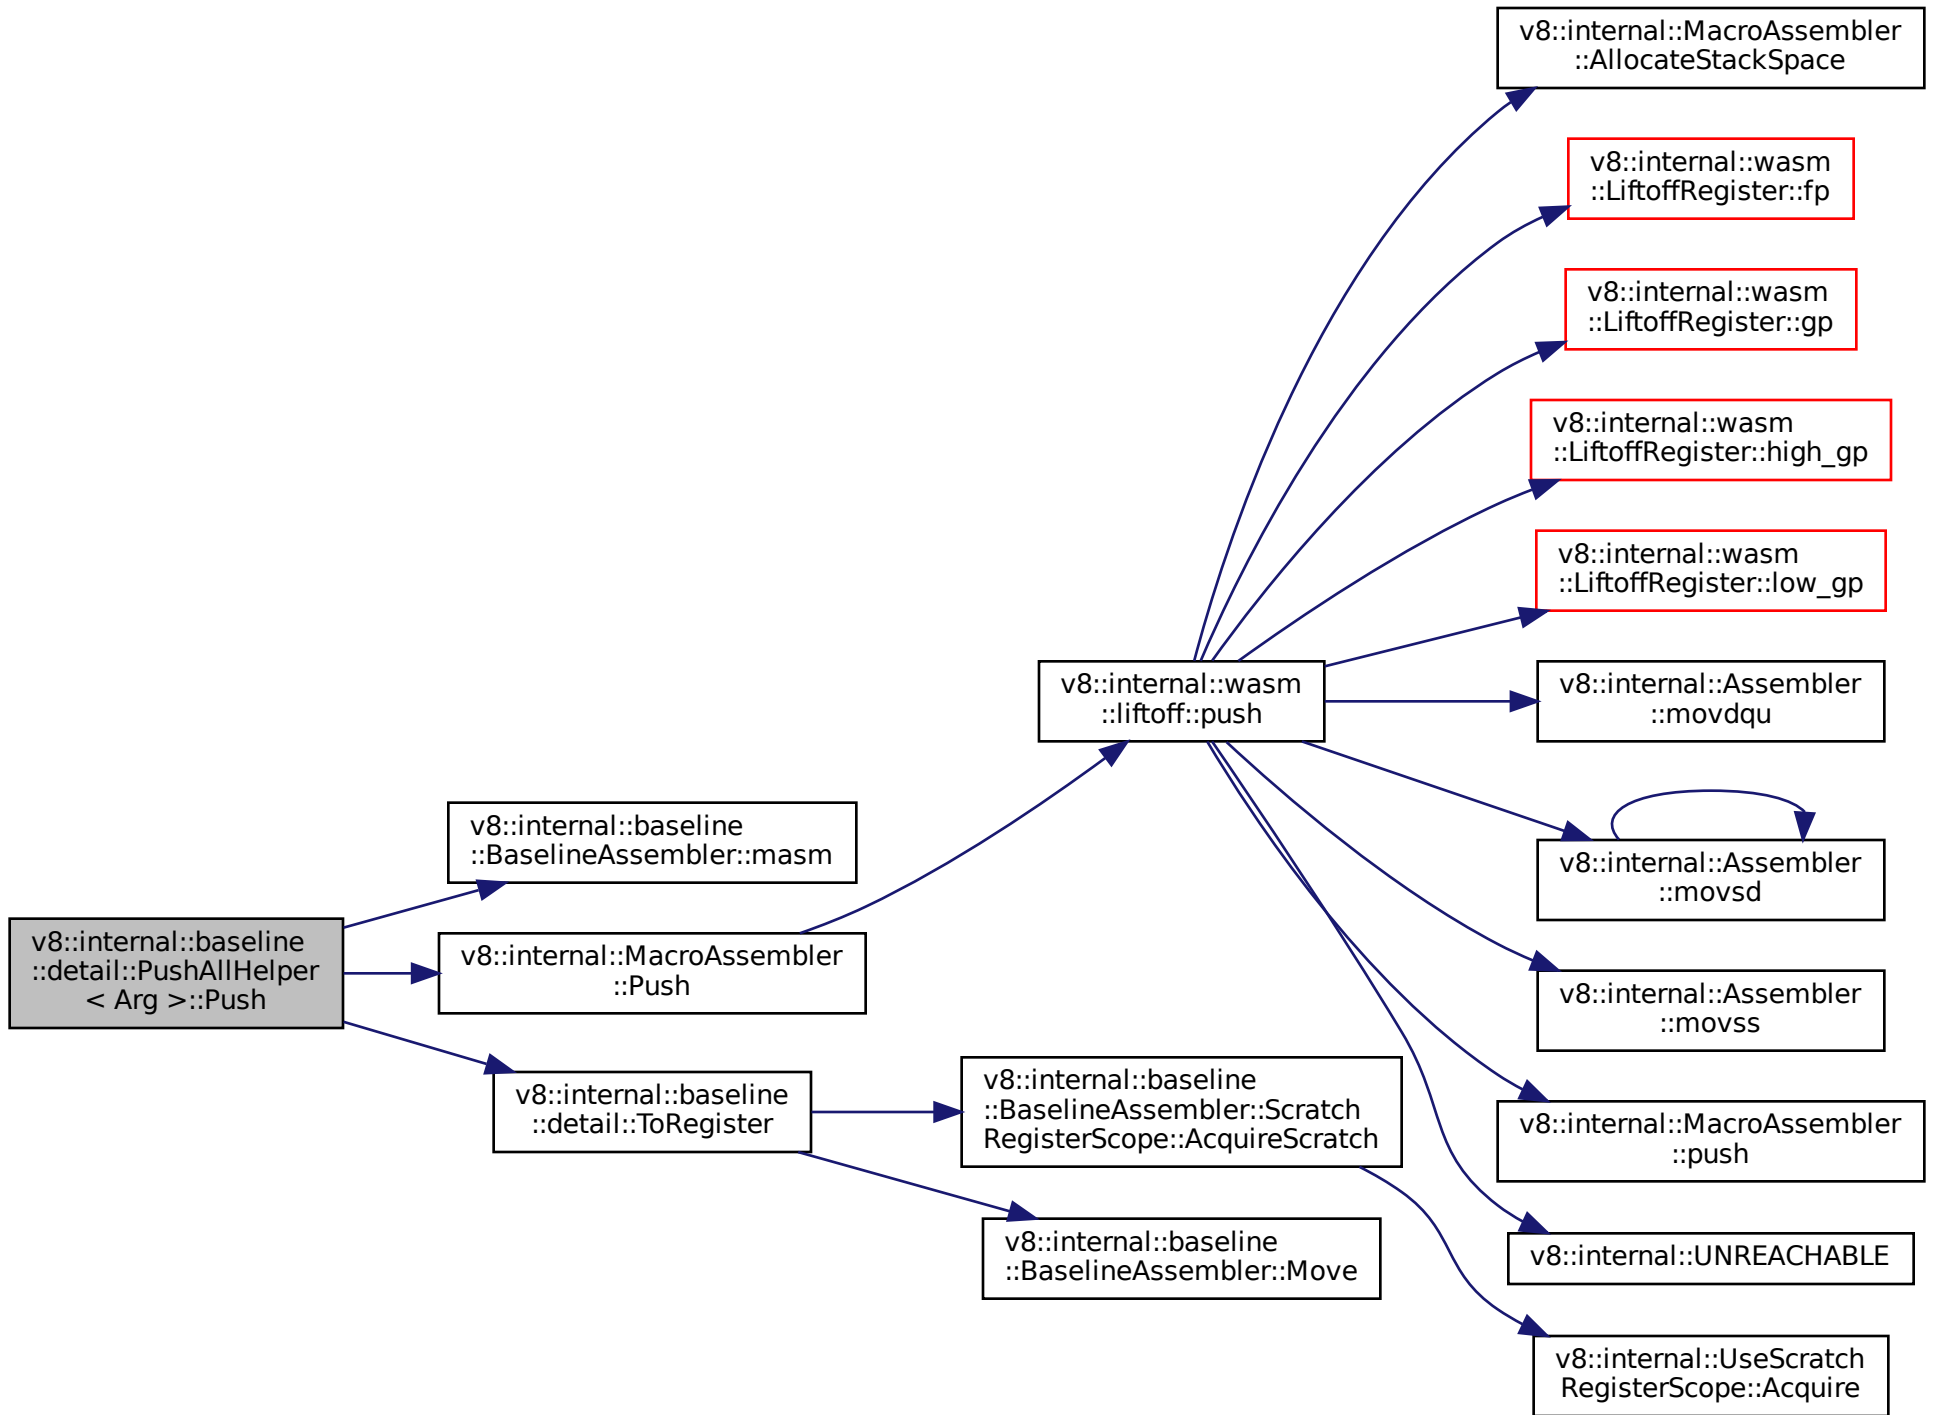 v8::internal::MacroAssembler
::AllocateStackSpace
v8::internal::wasm
::LiftoffRegister::fp
v8::internal::wasm
::LiftoffRegister::gp
v8::internal::wasm
::LiftoffRegister::high_gp
v8::internal::wasm
::LiftoffRegister::low_gp
v8::internal::wasm
::liftoff::push
v8::internal::Assembler
::movdqu
v8::internal::baseline
::BaselineAssembler::masm
v8::internal::Assembler
::movsd
v8::internal::baseline
::detail::PushAllHelper
< Arg >::Push
v8::internal::MacroAssembler
::Push
v8::internal::Assembler
::movss
v8::internal::baseline
::detail::ToRegister
v8::internal::baseline
::BaselineAssembler::Scratch
RegisterScope::AcquireScratch
v8::internal::MacroAssembler
::push
v8::internal::baseline
::BaselineAssembler::Move
v8::internal::UNREACHABLE
v8::internal::UseScratch
RegisterScope::Acquire